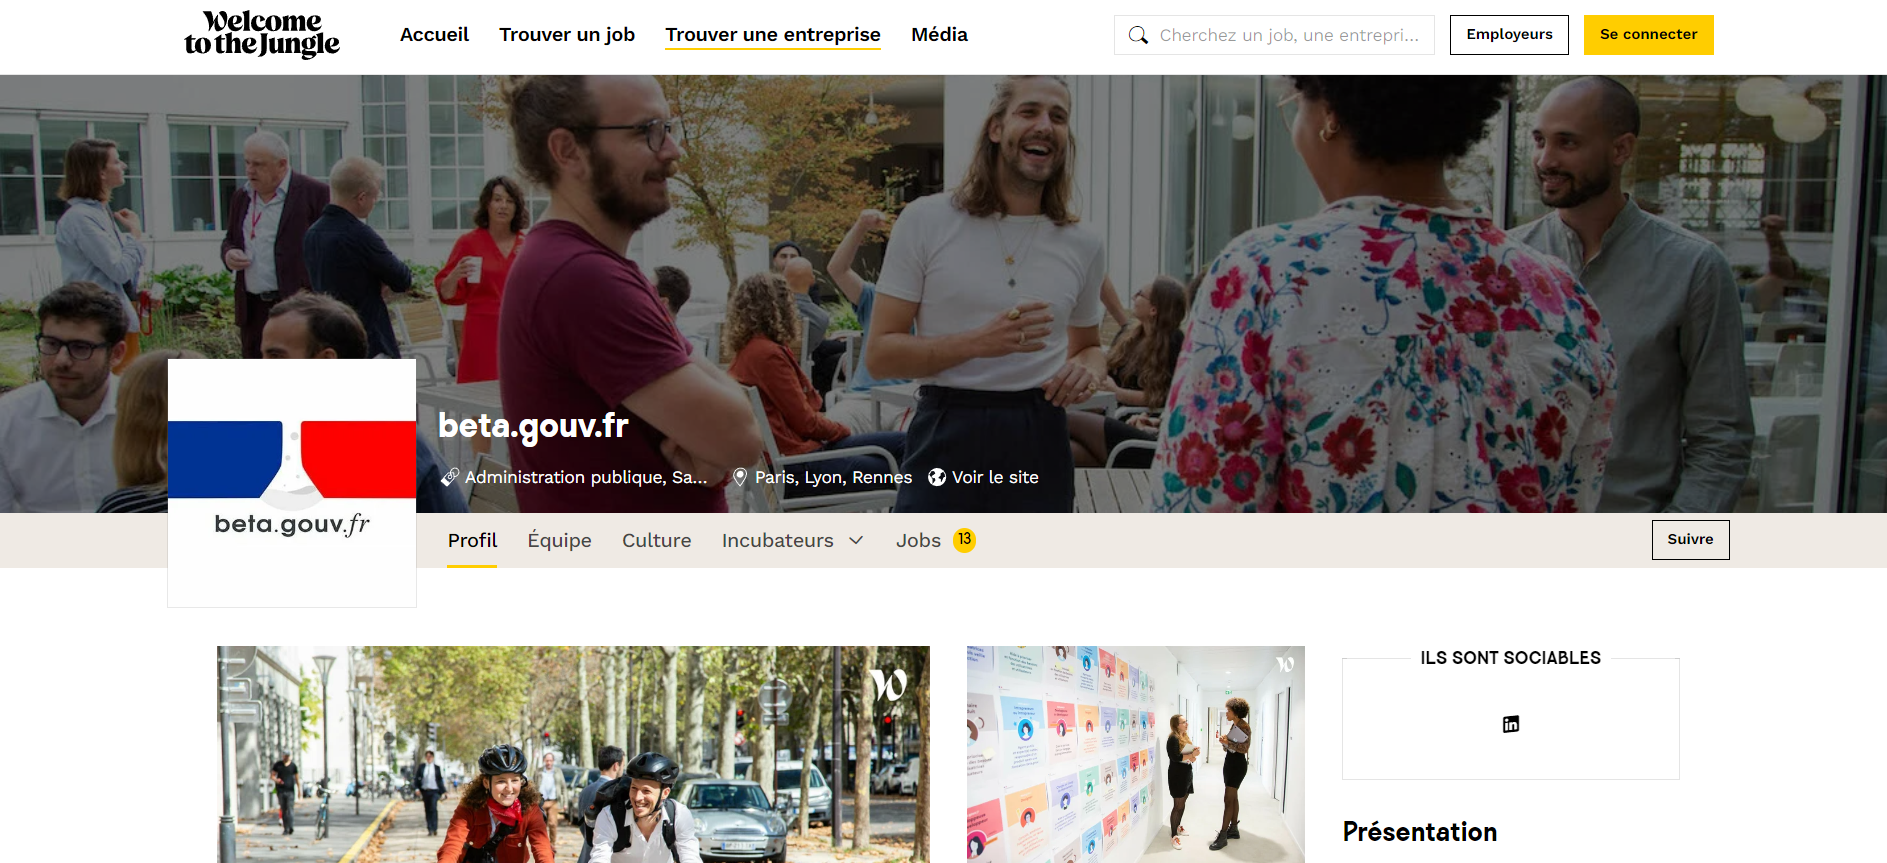 Welcome
to the Jungle
Accueil
Trouver un job
Trouver une entreprise
Média
Cherchez un job, une entrepri...
Employeurs
Se connecter
beta.gouv.fr
Administration publique, Sa...
Paris, Lyon, Rennes
Voir le site
beta.gouv.fr
Profil
Équipe
Culture
Incubateurs
Jobs
13
Suivre
W
W
ILS SONT SOCIABLES
in
Présentation